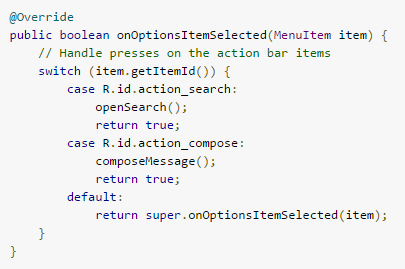 @Override
public boolean onOptionsItemSelected(MenuItem item) {
    // Handle presses on the action bar items
    switch (item.getItemId()) {
        case R.id.action_search:
            openSearch();
            return true;
        case R.id.action_compose:
            composeMessage();
            return true;
        default:
            return super.onOptionsItemSelected(item);
    }
}